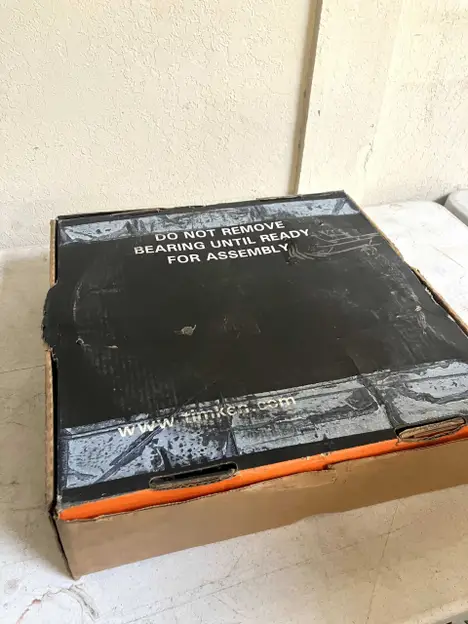 DO NOT REMOVE
BEARING UNTIL READY
FOR ASSEMBLY
www.timken.com